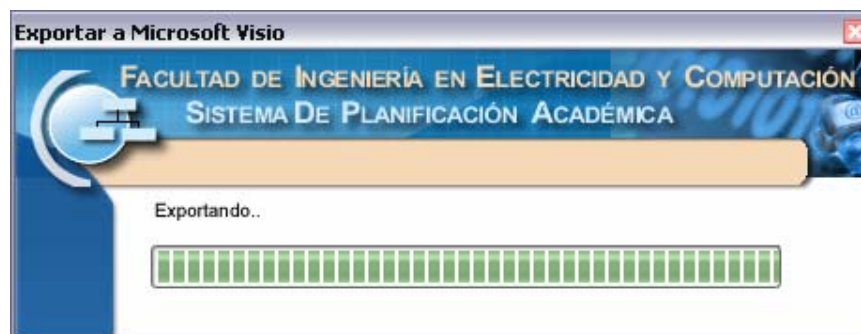 Exportar a Microsoft Visio
FACULTAD DE INGENIERÍA EN ELECTRICIDAD Y COMPUTACIÓN
SISTEMA DE PLANIFICACIÓN ACADÉMICA
Exportando..